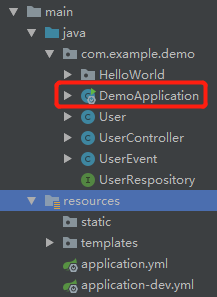 main
java
com.example.demo
HelloWorld
DemoApplication
User
UserController
UserEvent
UserRespository
resources
static
templates
application.yml
application-dev.yml